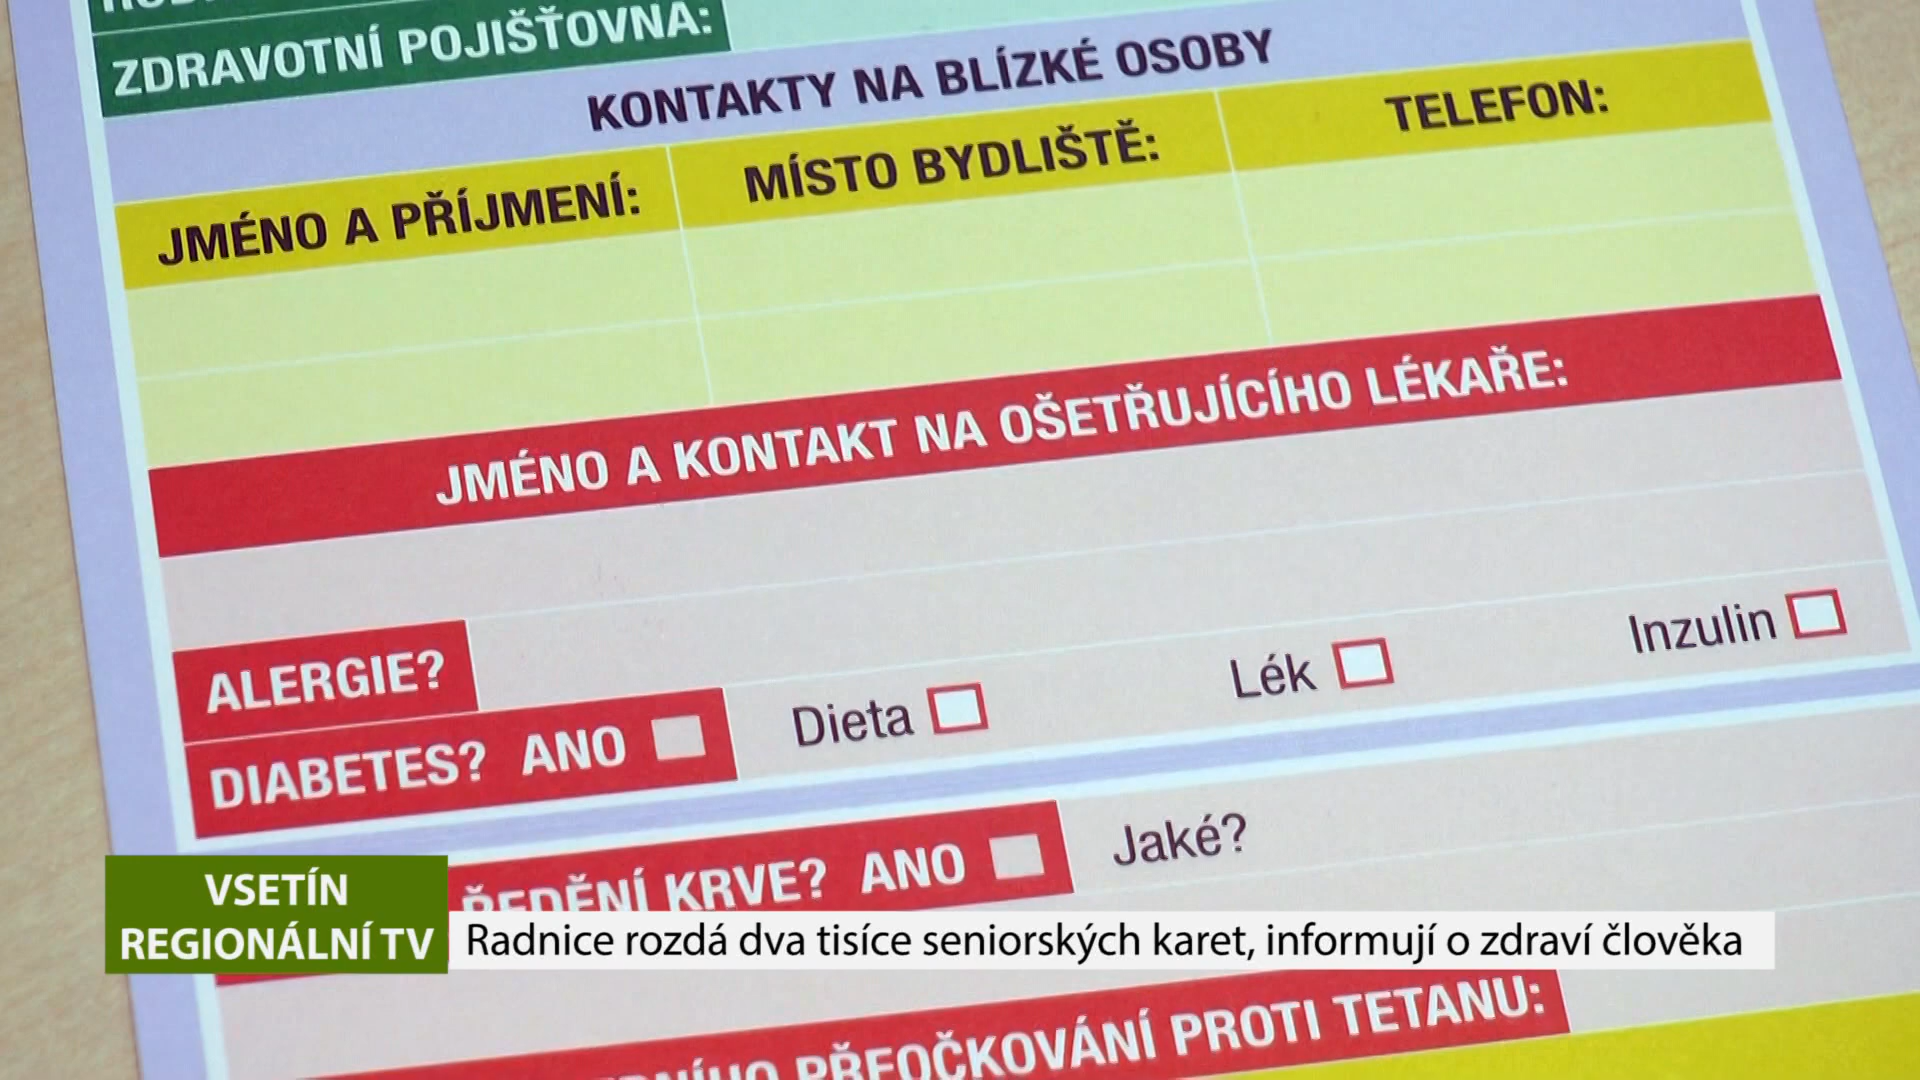 ZDRAVOTNÍ POJIŠŤOVNA:
KONTAKTY NA BLÍZKÉ OSOBY
JMÉNO A PŘÍJMENÍ: MÍSTO BYDLIŠTĚ: TELEFON:
JMÉNO A KONTAKT NA OŠETŘUJÍCÍHO LÉKAŘE:
ALERGIE?
DIABETES? ANO Dieta Lék Inzulin
ŘEDĚNÍ KRVE? ANO Jaké?
VSETÍN
REGIONÁLNÍ TV
Radnice rozdá dva tisíce seniorských karet, informují o zdraví člověka
PŘEOČKOVÁNÍ PROTI TETANU: